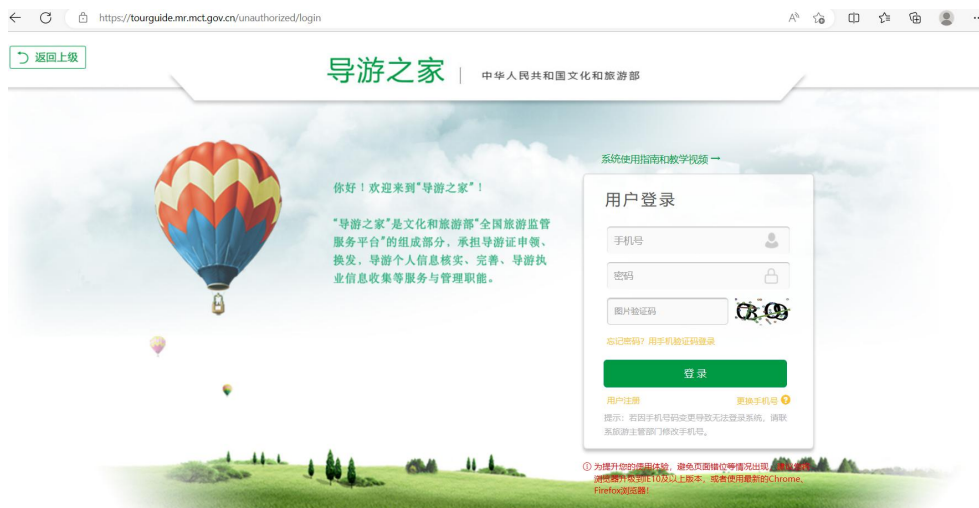 https://tourguide.mr.mct.gov.cn/unauthorized/login
返回上级
导游之家 | 中华人民共和国文化和旅游部
系统使用指南和教学视频 →
你好！欢迎来到"导游之家"！
"导游之家"是文化和旅游部"全国旅游监管
服务平台"的组成部分，承担导游证申领、
换发，导游个人信息核实、完善、导游执
业信息收集等服务与管理职能。
用户登录
手机号
密码
图片验证码
忘记密码？用手机验证码登录
登录
用户注册
更换手机号
提示：若因手机号码变更导致无法登录系统，请联
系旅游主管部门修改手机号。
为提升您的使用体验，避免页面错位等情况出现，
浏览器升级到IE10及以上版本，或者使用最新的Chrome、
Firefox浏览器！